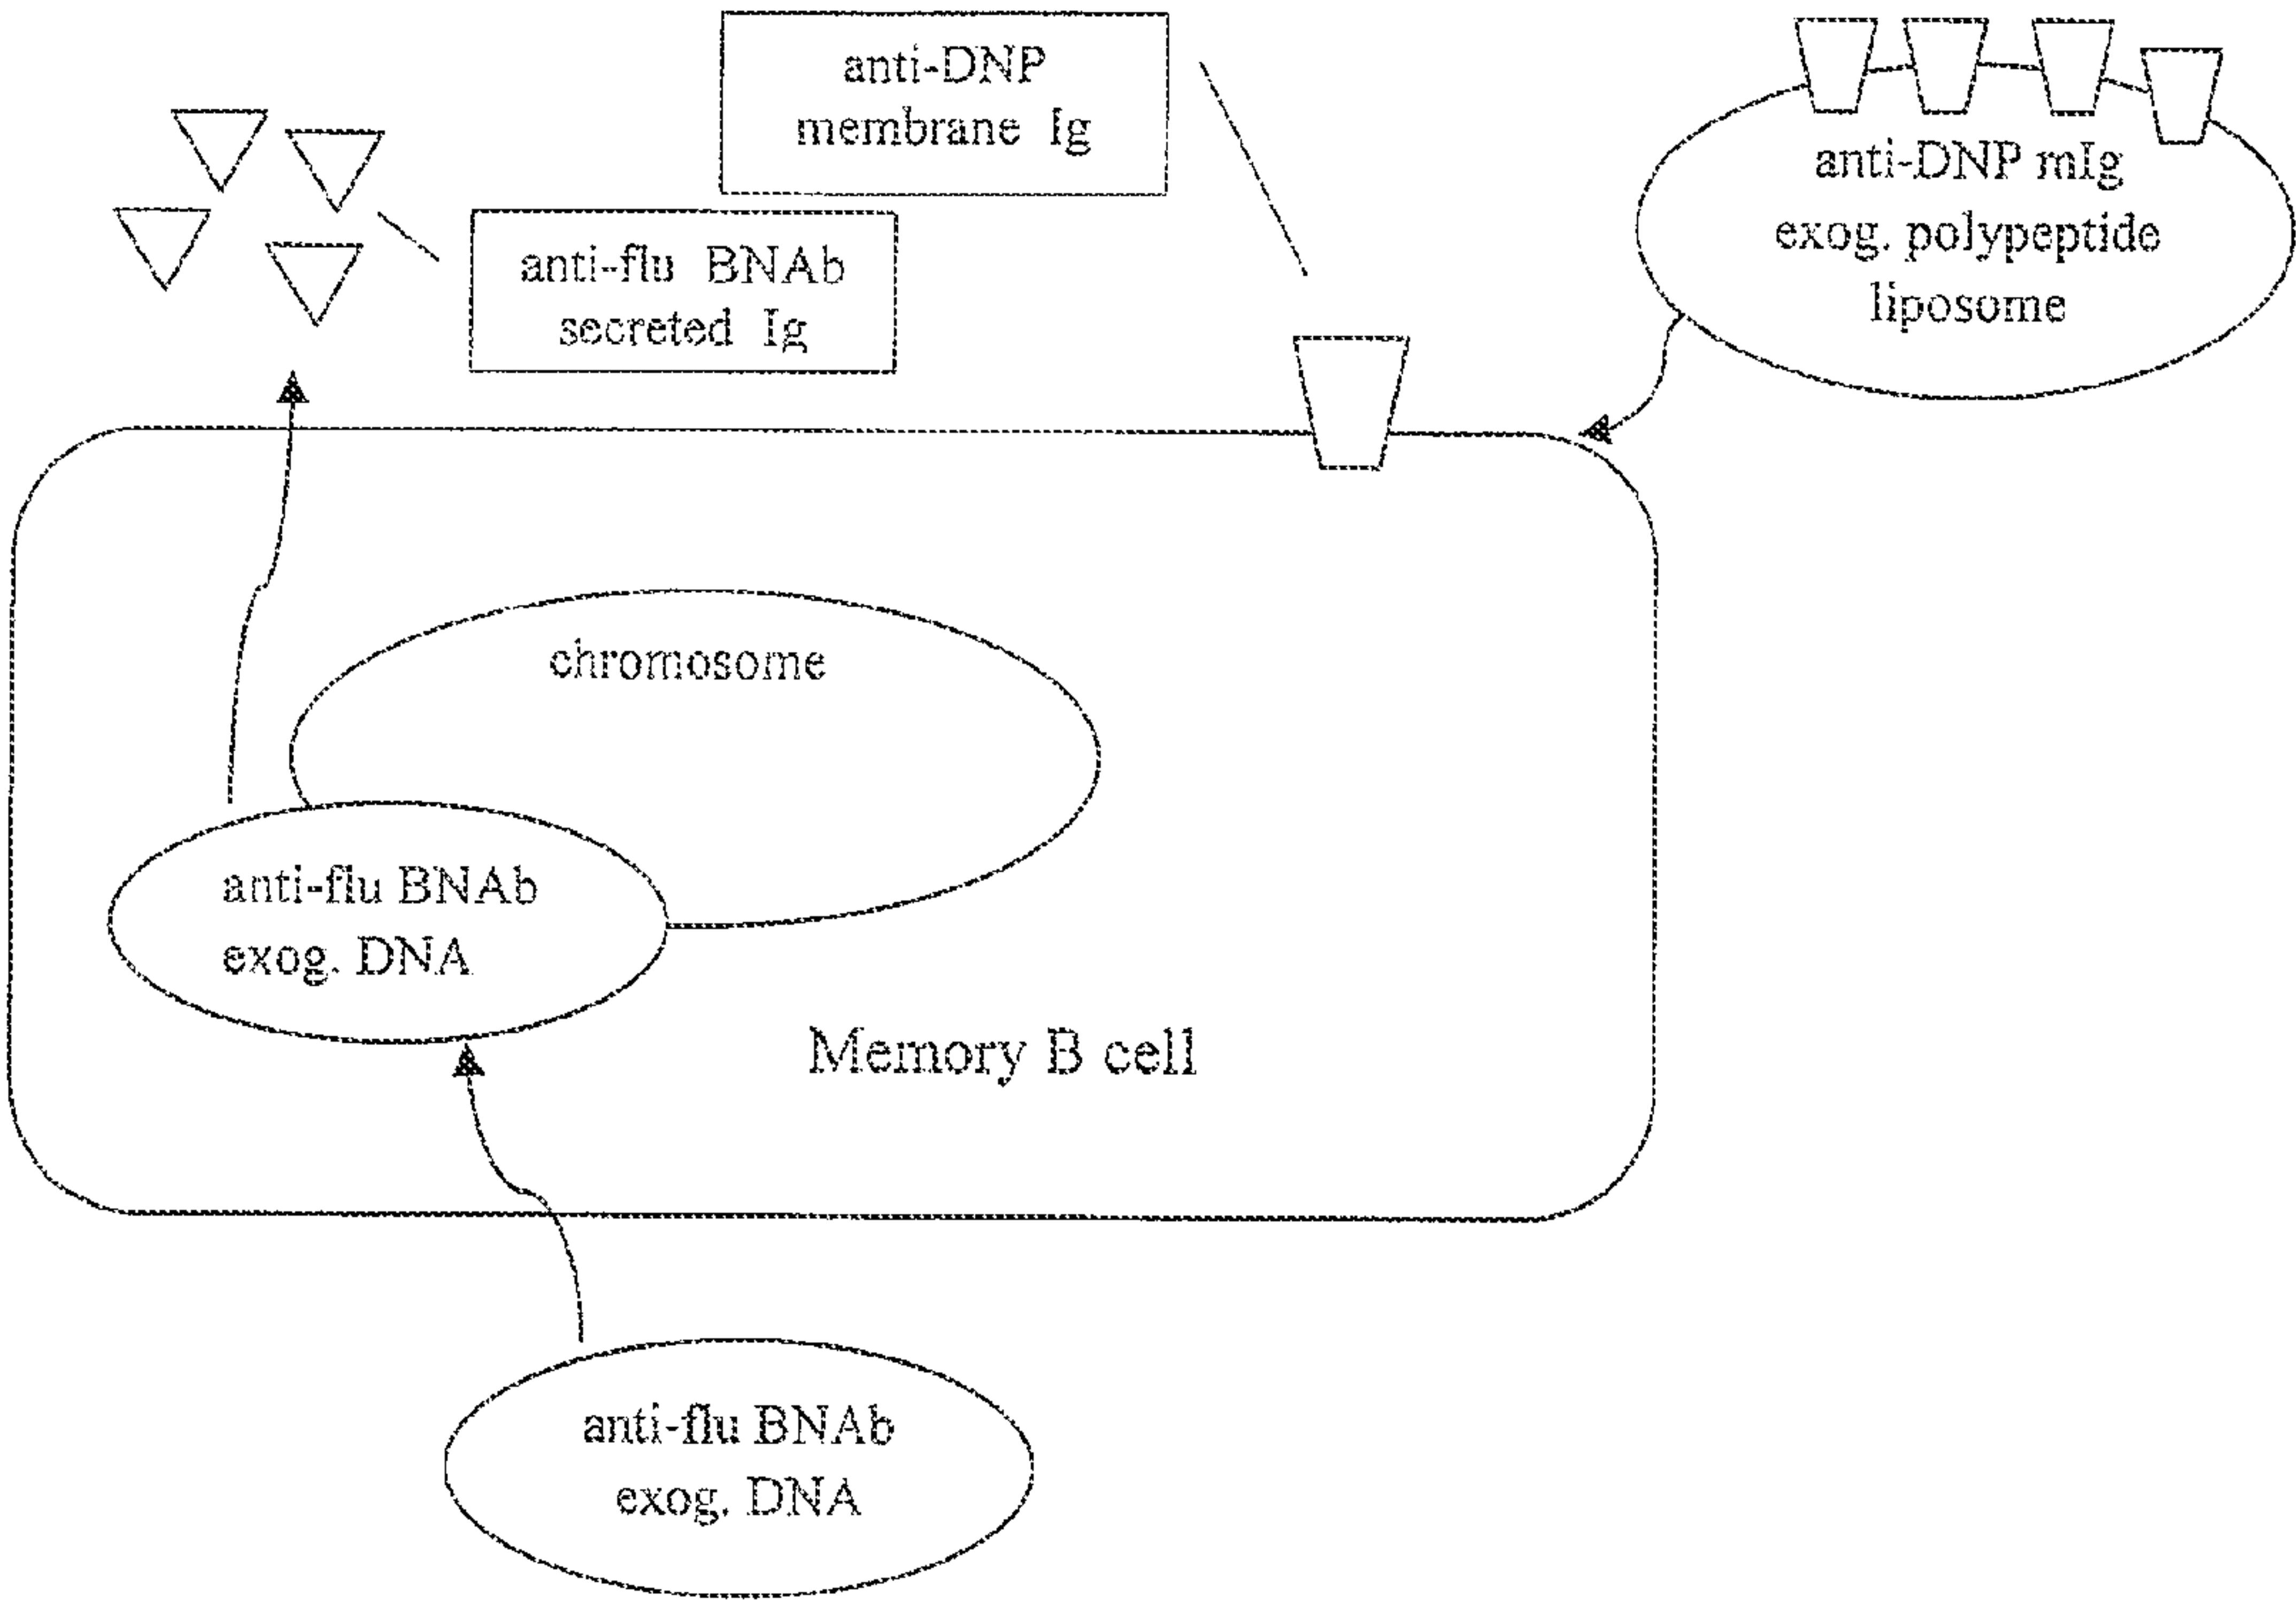 anti-DNP
membrane Ig
anti-DNP mIg
exog. polypeptide
liposome
anti-flu BNAb
secreted Ig
chromosome
anti-flu BNAb
exog. DNA
Memory B cell
anti-flu BNAb
exog. DNA